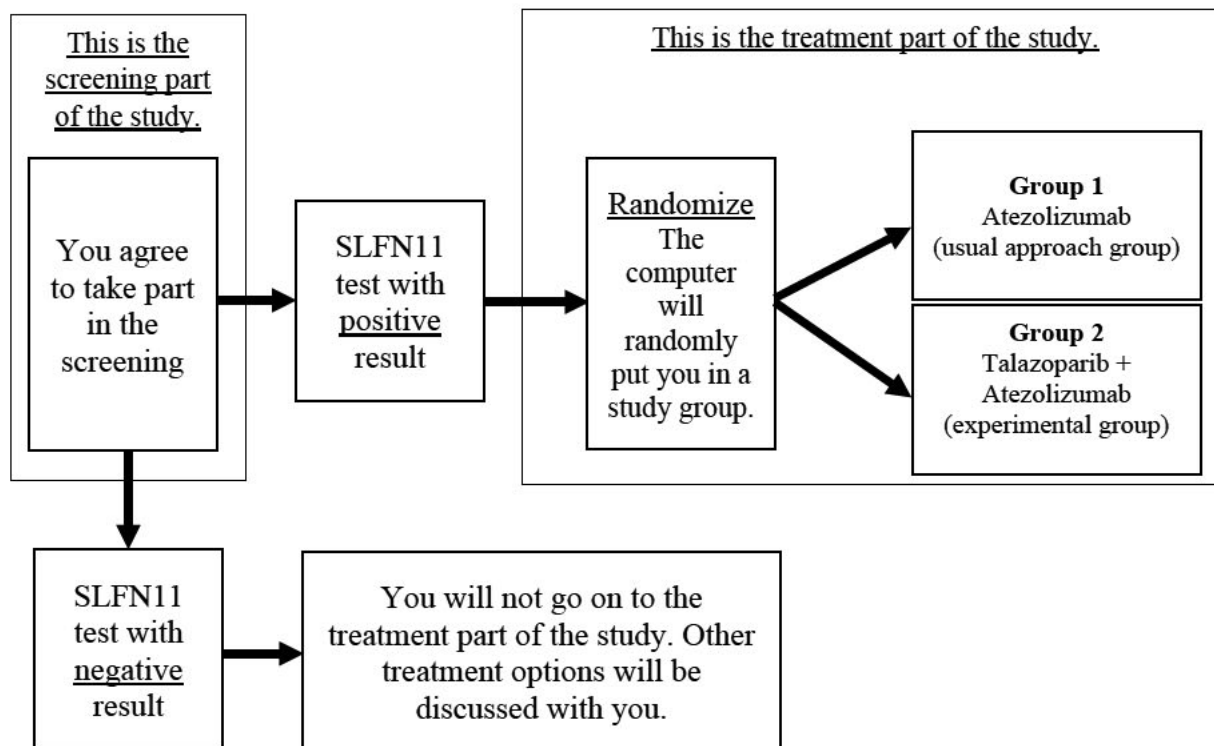 This is the
screening part
of the study.
You agree
to take part
in the
screening
SLFN11
test with
positive
result
This is the treatment part of the study.
Randomize
The
computer
will
randomly
put you in a
study group.
Group 1
Atezolizumab
(usual approach group)
Group 2
Talazoparib +
Atezolizumab
(experimental group)
SLFN11
test with
negative
result
You will not go on to the
treatment part of the study. Other
treatment options will be
discussed with you.